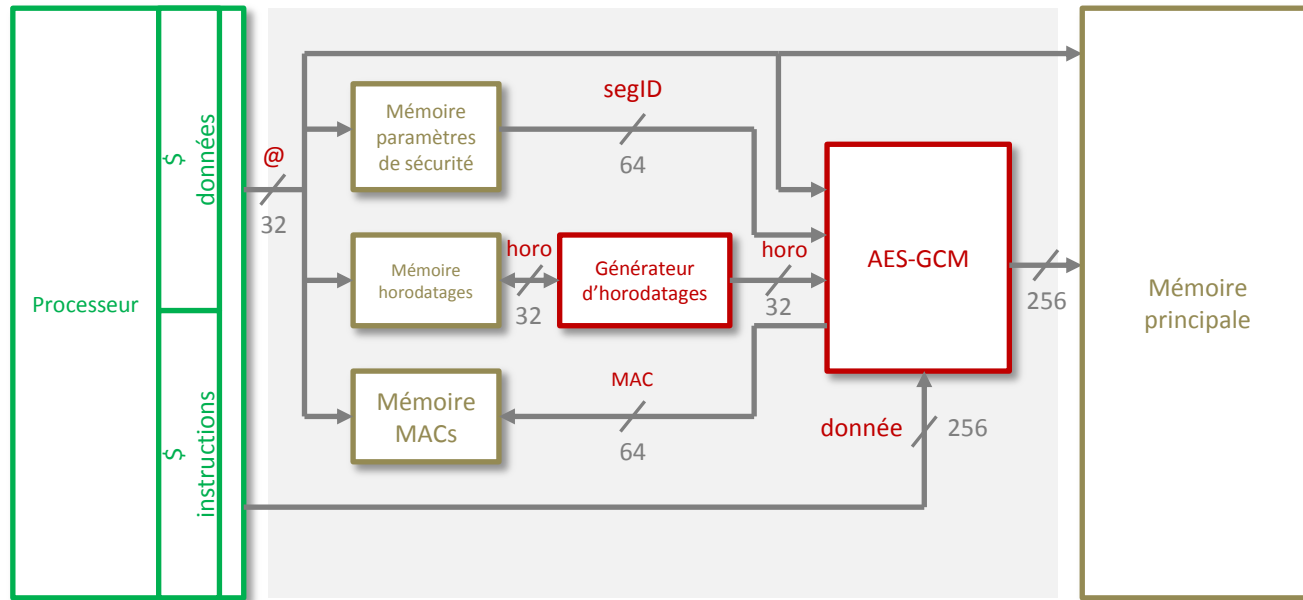 Processeur
$
données
$
instructions
@
32
Mémoire
paramètres
de sécurité
segID
64
Mémoire
horodatages
horo
32
Générateur
d’horodatages
horo
32
Mémoire
MACs
MAC
64
AES-GCM
donnée
256
256
Mémoire
principale